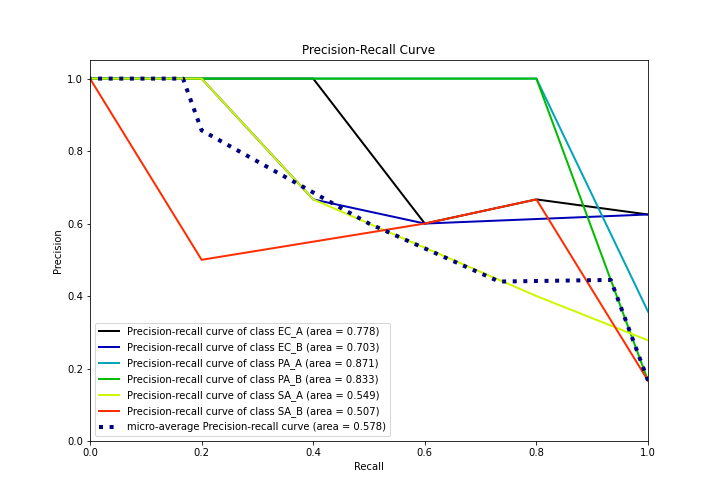 Precision-Recall Curve
1.0
0.8
0.6
0.4
0.2
0.0
Precision
Precision-recall curve of class EC_A (area = 0.778)
Precision-recall curve of class EC_B (area = 0.703)
Precision-recall curve of class PA_A (area = 0.871)
Precision-recall curve of class PA_B (area = 0.833)
Precision-recall curve of class SA_A (area = 0.549)
Precision-recall curve of class SA_B (area = 0.507)
micro-average Precision-recall curve (area = 0.578)
0.0 0.2 0.4 0.6 0.8 1.0
Recall